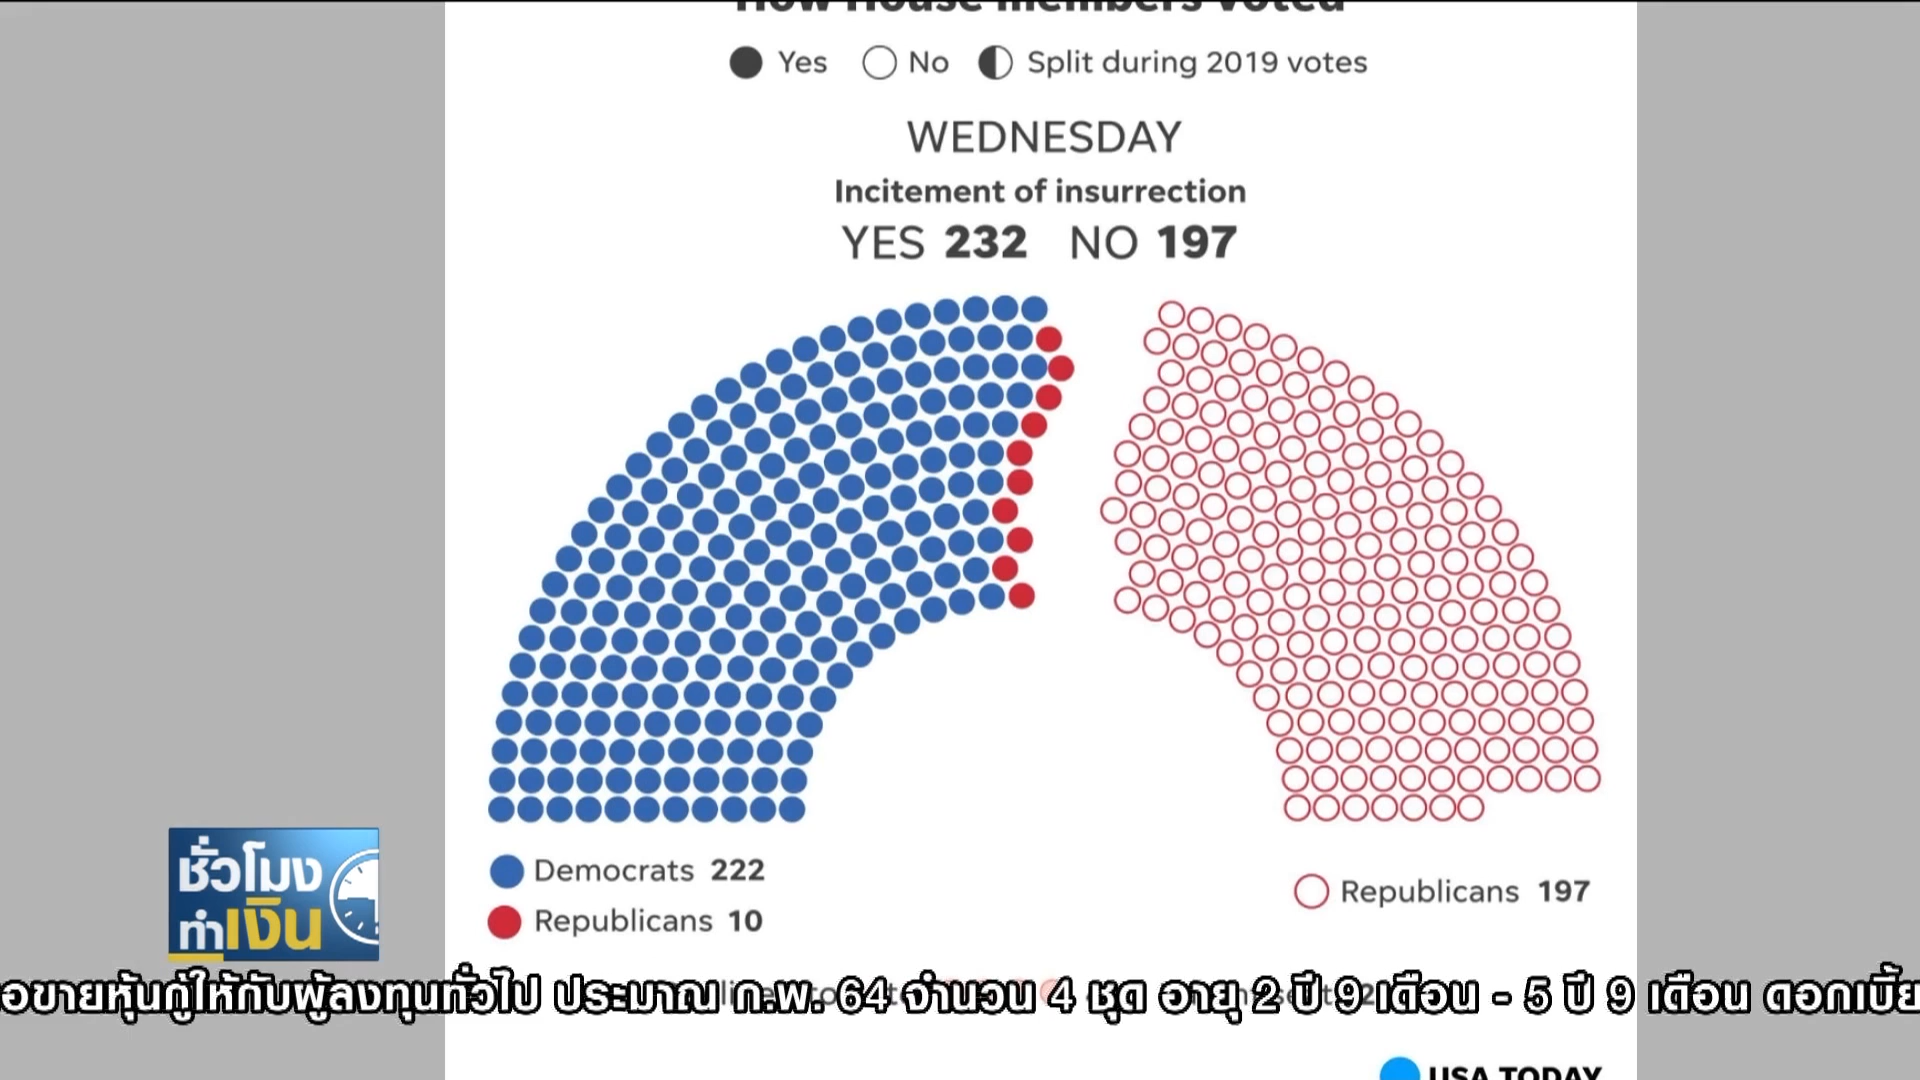 How House members voted
Yes No Split during 2019 votes
WEDNESDAY
Incitement of insurrection
YES 232 NO 197
Democrats 222
Republicans 10
Republicans 197
ชั่วโมง
ทำเงิน
อขายหุ้นกู้ให้กับผู้ลงทุนทั่วไป ประมาณ ก.พ. 64 จำนวน 4 ชุด อายุ 2 ปี 9 เดือน - 5 ปี 9 เดือน ดอกเบี้ย
USA TODAY